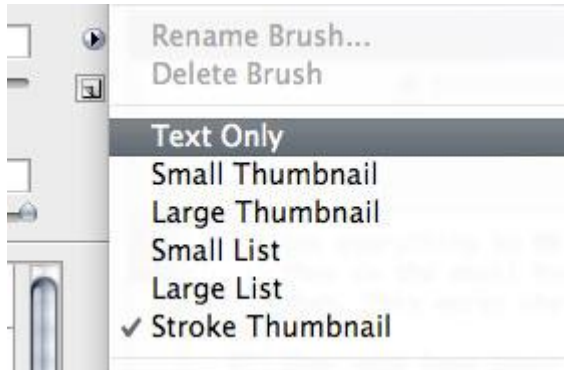 Rename Brush...
Delete Brush
Text Only
Small Thumbnail
Large Thumbnail
Small List
Large List
✓ Stroke Thumbnail